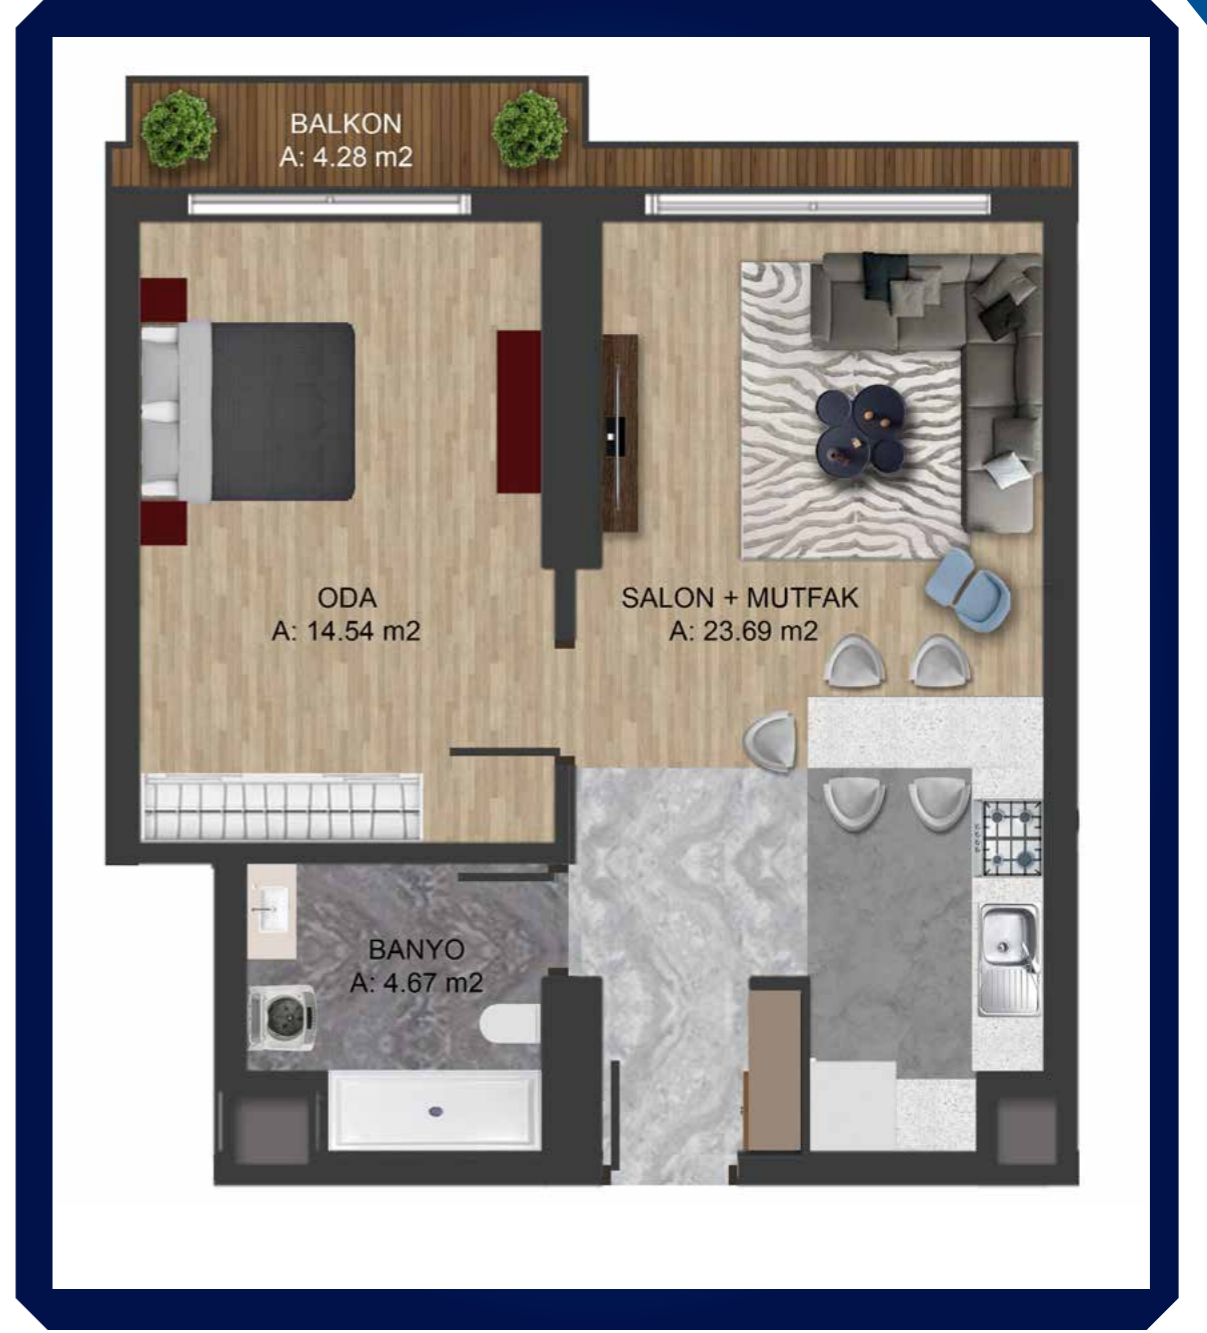 BALKON
A: 4.28 m2
ODA
A: 14.54 m2
SALON + MUTFAK
A: 23.69 m2
BANYO
A: 4.67 m2